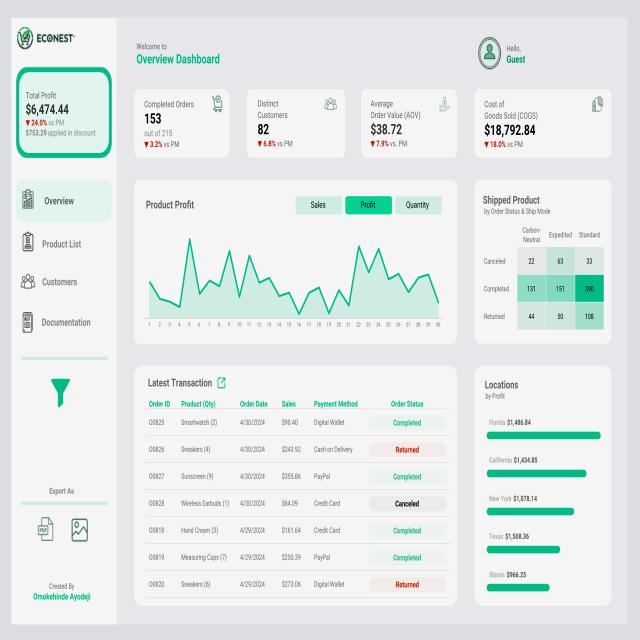 ECONEST
Welcome to
Overview Dashboard
Hello,
Guest
Total Profit
$6,474.44
▼ 24.0% vs PM
$753.29 applied in discount
Completed Orders
153
out of 215
▼ 3.2% vs PM
Distinct
Customers
82
▼ 6.8% vs PM
Average
Order Value (AOV)
$38.72
▼ 7.9% vs. PM
Cost of
Goods Sold (COGS)
$18,792.84
▼ 18.0% vs PM
Overview
Product List
Customers
Documentation
Export As
PDF
Created By
Omokehinde Ayodeji
Product Profit
Sales
Profit
Quantity
1 2 3 4 5 6 7 8 9 10 11 12 13 14 15 16 17 18 19 20 21 22 23 24 25 26 27 28 29 30
Shipped Product
by Order Status & Ship Mode
Carbon-
Neutral Expedited Standard
Canceled 22 63 33
Completed 131 151 390
Returned 44 50 108
Latest Transaction
Order ID Product (Qty) Order Date Sales Payment Method Order Status
O0825 Smartwatch (2) 4/30/2024 $90.40 Digital Wallet Completed
O0826 Sneakers (4) 4/30/2024 $243.92 Cash on Delivery Returned
O0827 Sunscreen (9) 4/30/2024 $355.86 PayPal Completed
O0828 Wireless Earbuds (1) 4/30/2024 $64.09 Credit Card Canceled
O0818 Hand Cream (3) 4/29/2024 $161.64 Credit Card Completed
O0819 Measuring Cups (7) 4/29/2024 $250.39 PayPal Completed
O0820 Sneakers (6) 4/29/2024 $273.06 Digital Wallet Returned
Locations
by Profit
Florida $1,486.84
California $1,434.85
New York $1,078.14
Texas $1,508.36
Illinois $966.25